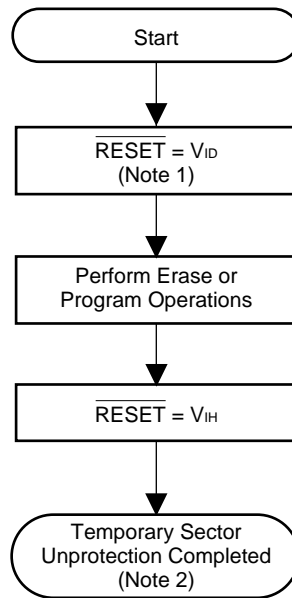 Start
RESET = VID
(Note 1)
Perform Erase or
Program Operations
RESET = VIH
Temporary Sector
Unprotection Completed
(Note 2)